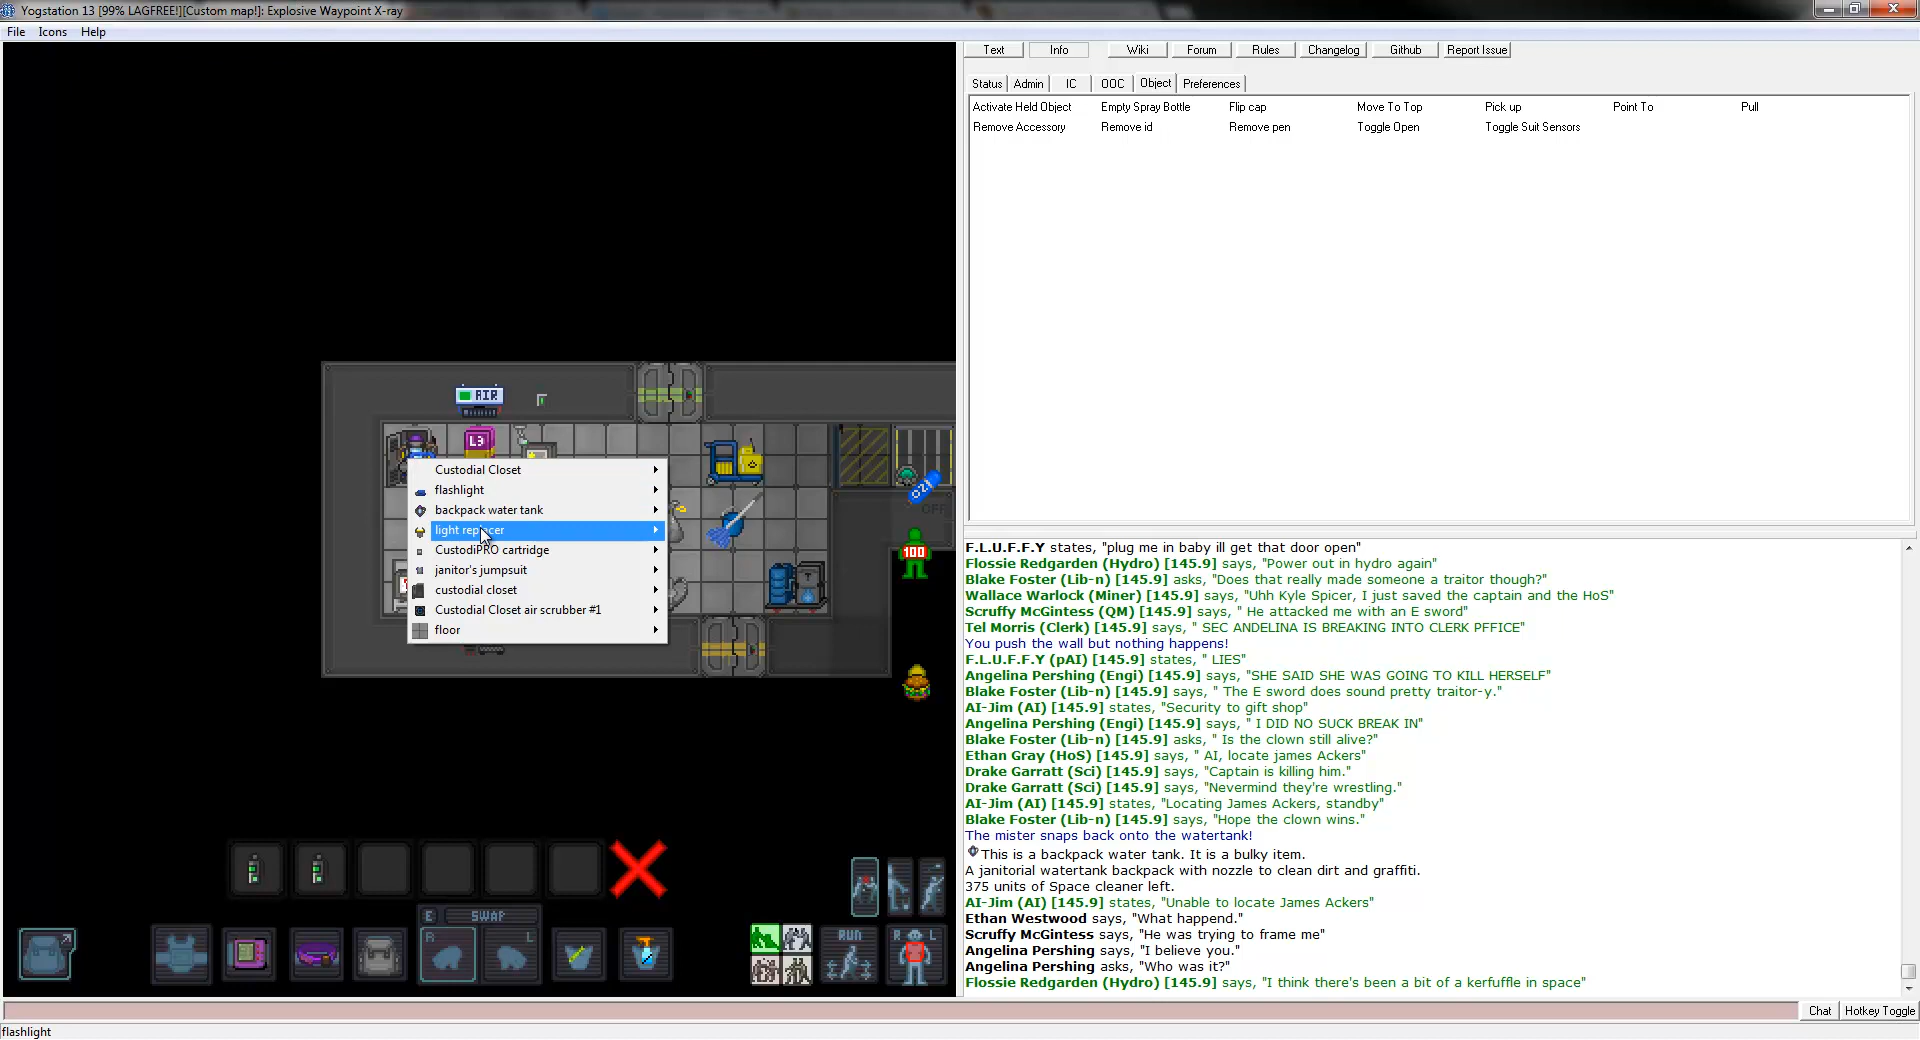 Yogstation 13 [99% LAGFREE!][Custom map!]: Explosive Waypoint X-ray
File Icons Help
Text Info Wiki Forum Rules Changelog Github Report Issue
Status Admin IC OOC Object Preferences
Activate Held Object Empty Spray Bottle Flip cap Move To Top Pick up Point To Pull
Remove Accessory Remove id Remove pen Toggle Open Toggle Suit Sensors
AIR
L3
Custodial Closet
flashlight
backpack water tank
light replacer
CustodiPRO cartridge
janitor's jumpsuit
custodial closet
Custodial Closet air scrubber #1
floor
O2
OFF
100
F.L.U.F.F.Y states, "plug me in baby ill get that door open"
Flossie Redgarden (Hydro) [145.9] says, "Power out in hydro again"
Blake Foster (Lib-n) [145.9] asks, "Does that really made someone a traitor though?"
Wallace Warlock (Miner) [145.9] says, "Uhh Kyle Spicer, I just saved the captain and the HoS"
Scruffy McGintess (QM) [145.9] says, " He attacked me with an E sword"
Tel Morris (Clerk) [145.9] says, " SEC ANDELINA IS BREAKING INTO CLERK PFFICE"
You push the wall but nothing happens!
F.L.U.F.F.Y (pAI) [145.9] states, " LIES"
Angelina Pershing (Engi) [145.9] says, "SHE SAID SHE WAS GOING TO KILL HERSELF"
Blake Foster (Lib-n) [145.9] says, " The E sword does sound pretty traitor-y."
AI-Jim (AI) [145.9] states, "Security to gift shop"
Angelina Pershing (Engi) [145.9] says, " I DID NO SUCK BREAK IN"
Blake Foster (Lib-n) [145.9] asks, " Is the clown still alive?"
Ethan Gray (HoS) [145.9] says, " AI, locate james Ackers"
Drake Garratt (Sci) [145.9] says, "Captain is killing him."
Drake Garratt (Sci) [145.9] says, "Nevermind they're wrestling."
AI-Jim (AI) [145.9] states, "Locating James Ackers, standby"
Blake Foster (Lib-n) [145.9] says, "Hope the clown wins."
The mister snaps back onto the watertank!
This is a backpack water tank. It is a bulky item.
A janitorial watertank backpack with nozzle to clean dirt and graffiti.
375 units of Space cleaner left.
AI-Jim (AI) [145.9] states, "Unable to locate James Ackers"
Ethan Westwood says, "What happend."
Scruffy McGintess says, "He was trying to frame me"
Angelina Pershing says, "I believe you."
Angelina Pershing asks, "Who was it?"
Flossie Redgarden (Hydro) [145.9] says, "I think there's been a bit of a kerfuffle in space"
E SWAP
R L
RUN
R L
Chat Hotkey Toggle
flashlight